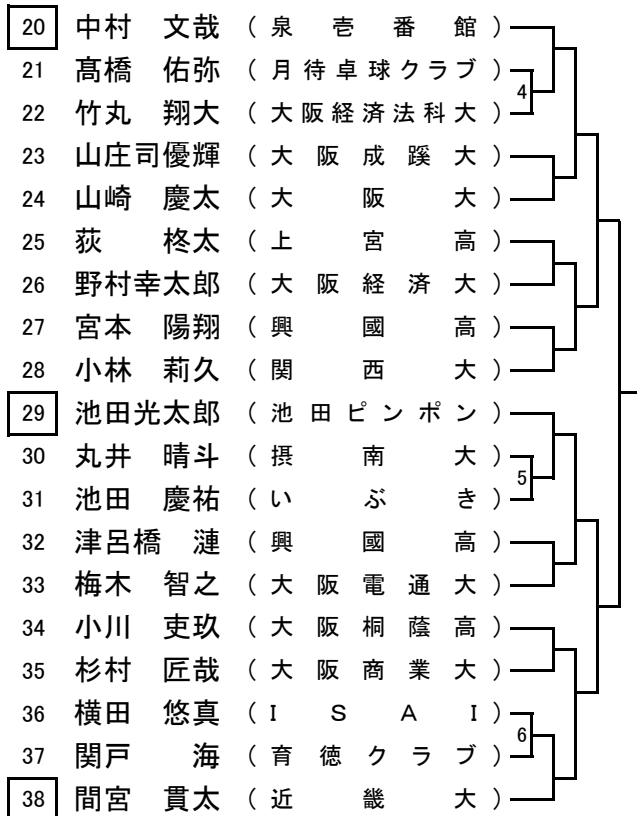 20 中村 文哉 (泉壱番館)
21 髙橋 佑弥 (月待卓球クラブ)
4
22 竹丸 翔大 (大阪経済法科大)
23 山庄司優輝 (大阪成蹊大)
24 山崎 慶太 (大阪大)
25 荻 柊太 (上宮高)
26 野村幸太郎 (大阪経済大)
27 宮本 陽翔 (興國高)
28 小林 莉久 (関西大)
29 池田光太郎 (池田ピンポン)
30 丸井 晴斗 (摂南大)
5
31 池田 慶祐 (いぶき)
32 津呂橋 漣 (興國高)
33 梅木 智之 (大阪電通大)
34 小川 吏玖 (大阪桐蔭高)
35 杉村 匠哉 (大阪商業大)
36 横田 悠真 (ISAI)
6
37 関戸 海 (育徳クラブ)
38 間宮 貫太 (近畿大)